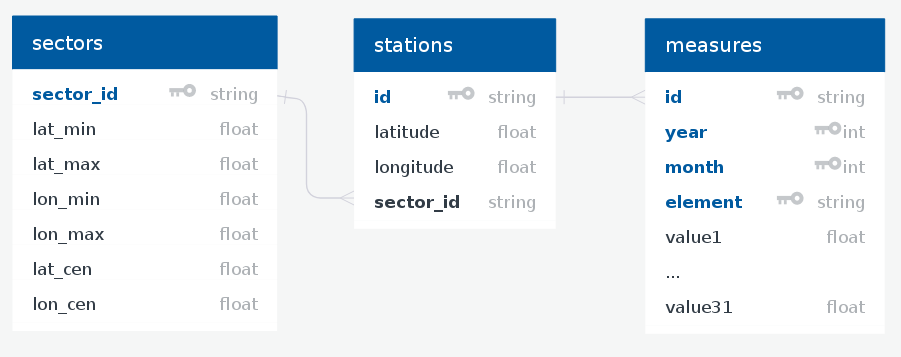 sectors
sector_id string
lat_min float
lat_max float
lon_min float
lon_max float
lat_cen float
lon_cen float
stations
id string
latitude float
longitude float
sector_id string
measures
id string
year int
month int
element string
value1 float
...
value31 float